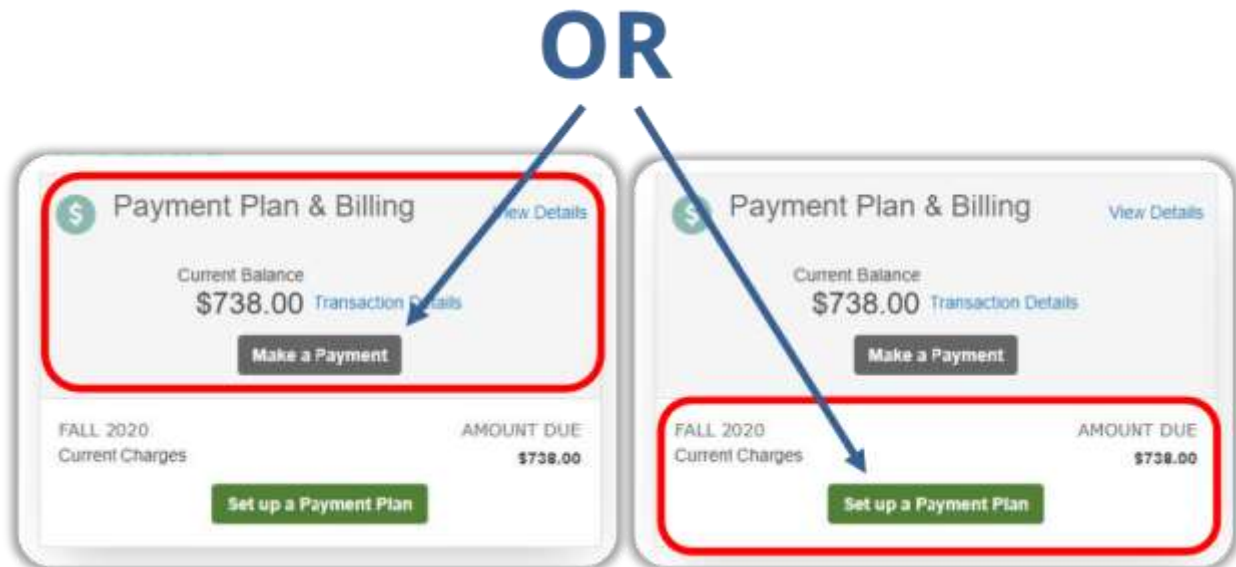 OR
Payment Plan & Billing View Details
Current Balance
$738.00 Transaction Details
Make a Payment
FALL 2020 AMOUNT DUE
Current Charges $738.00
Set up a Payment Plan
Payment Plan & Billing View Details
Current Balance
$738.00 Transaction Details
Make a Payment
FALL 2020 AMOUNT DUE
Current Charges $738.00
Set up a Payment Plan